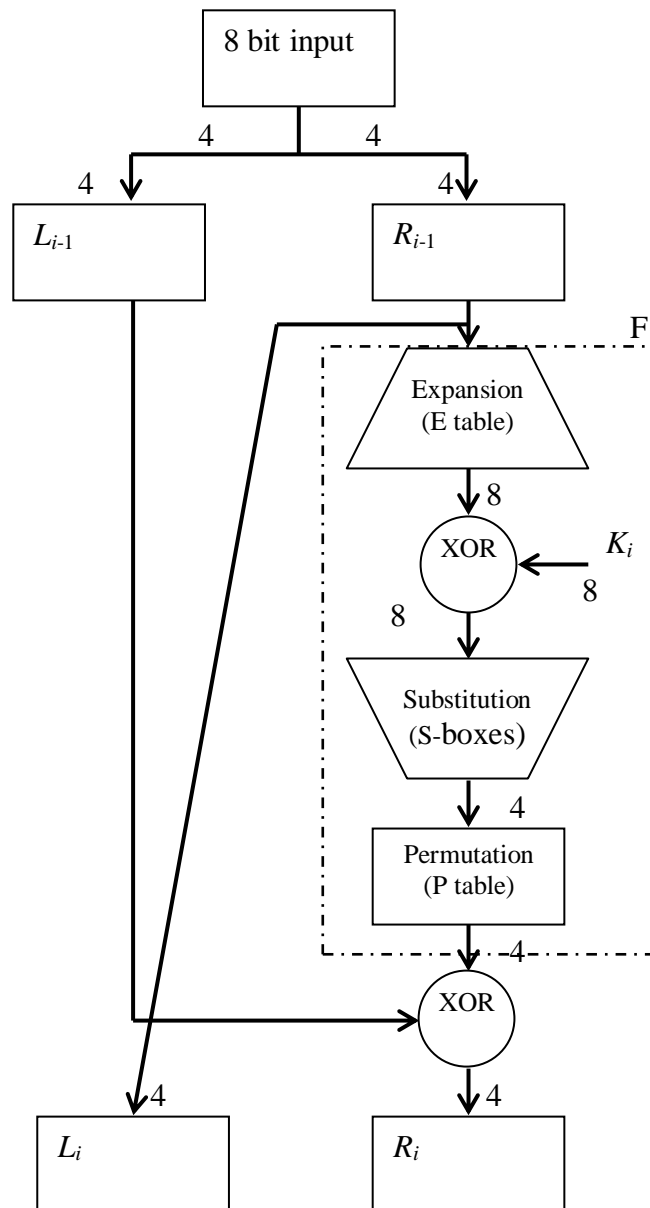 8 bit input
4 4
4 4
L_{i-1} R_{i-1}
F
Expansion
(E table)
8
XOR K_i
8
8
Substitution
(S-boxes)
4
Permutation
(P table)
4
XOR
4 4
L_i R_i